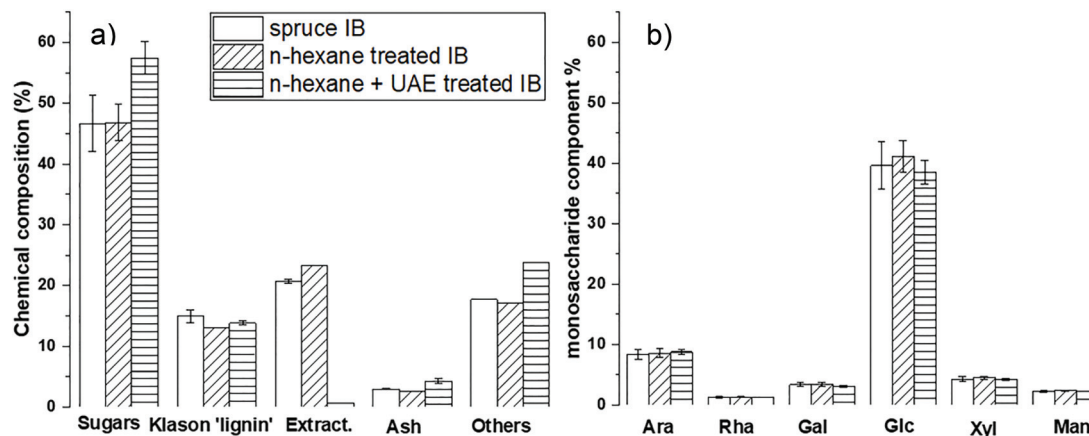 a)
spruce IB
n-hexane treated IB
n-hexane + UAE treated IB
Chemical composition (%)
60
50
40
30
20
10
0
Sugars Klason 'lignin' Extract. Ash Others
b)
monosaccharide component %
60
50
40
30
20
10
0
Ara Rha Gal Glc Xyl Man